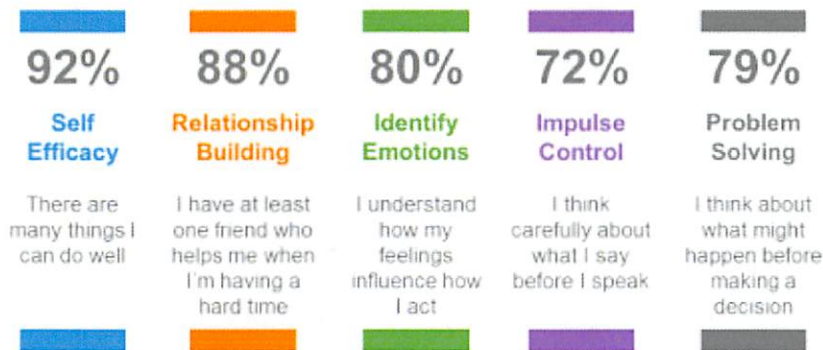 92%
Self
Efficacy
There are
many things I
can do well
88%
Relationship
Building
I have at least
one friend who
helps me when
I'm having a
hard time
80%
Identify
Emotions
I understand
how my
feelings
influence how
I act
72%
Impulse
Control
I think
carefully about
what I say
before I speak
79%
Problem
Solving
I think about
what might
happen before
making a
decision